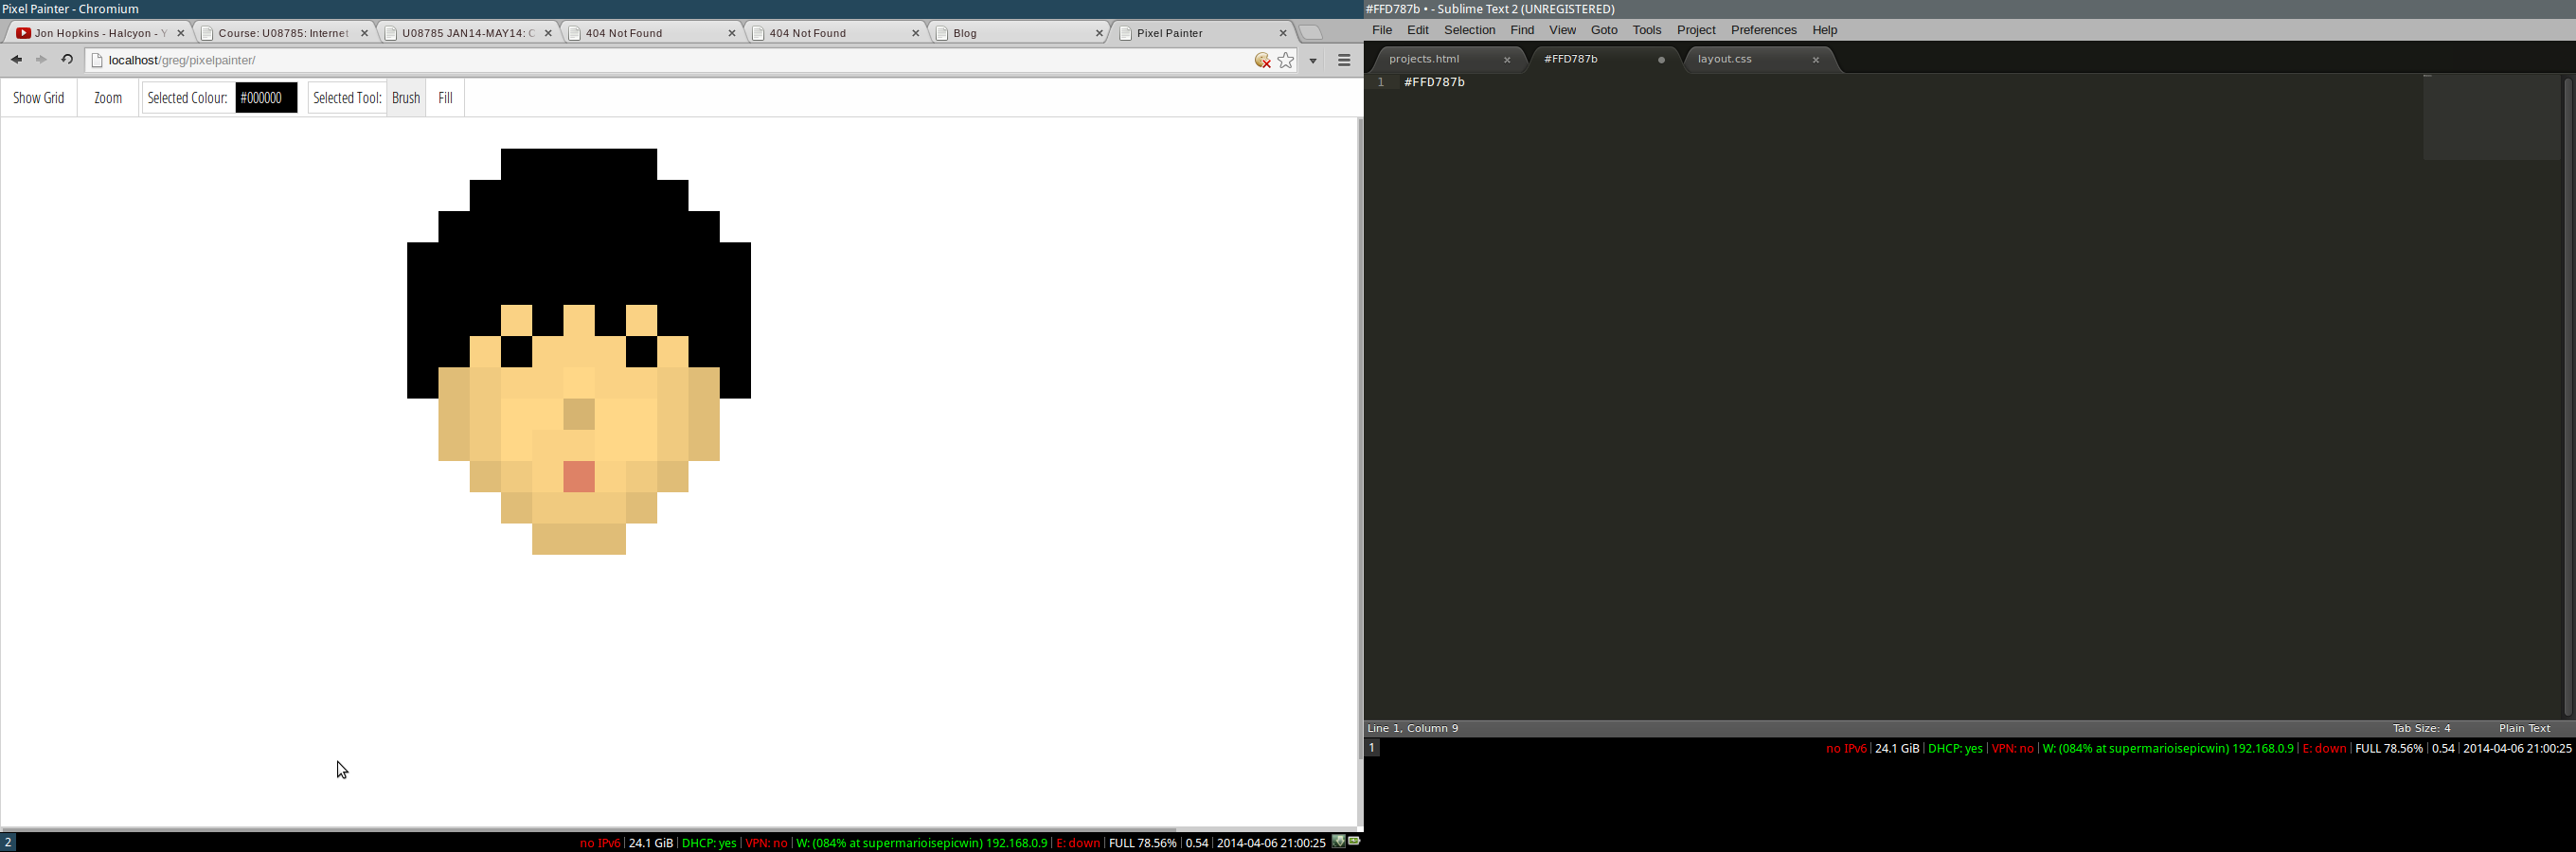 Pixel Painter - Chromium
Jon Hopkins - Halcyon - Y
Course: U08785: Internet
U08785 JAN14-MAY14: C
404 Not Found
404 Not Found
Blog
Pixel Painter
localhost/greg/pixelpainter/
Show Grid
Zoom
Selected Colour: #000000
Selected Tool: Brush
Fill
2
no IPv6 | 24.1 GiB | DHCP: yes | VPN: no | W: (084% at supermarioisepicwin) 192.168.0.9 | E: down | FULL 78.56% | 0.54 | 2014-04-06 21:00:25
#FFD787b • - Sublime Text 2 (UNREGISTERED)
File Edit Selection Find View Goto Tools Project Preferences Help
projects.html
#FFD787b
layout.css
1 #FFD787b
Line 1, Column 9
Tab Size: 4
Plain Text
1
no IPv6 | 24.1 GiB | DHCP: yes | VPN: no | W: (084% at supermarioisepicwin) 192.168.0.9 | E: down | FULL 78.56% | 0.54 | 2014-04-06 21:00:25